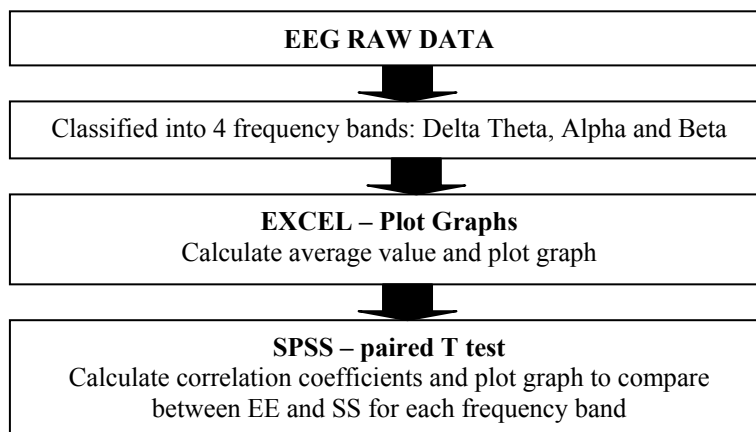 EEG RAW DATA
Classified into 4 frequency bands: Delta Theta, Alpha and Beta
EXCEL – Plot Graphs
Calculate average value and plot graph
SPSS – paired T test
Calculate correlation coefficients and plot graph to compare
between EE and SS for each frequency band